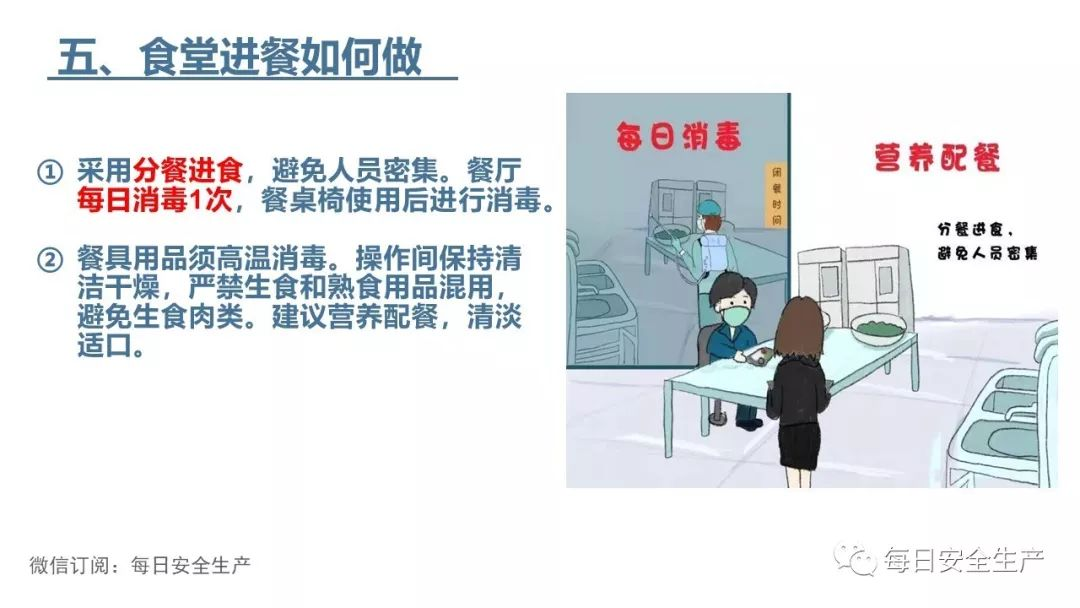 五、食堂进餐如何做
① 采用分餐进食，避免人员密集。餐厅
每日消毒1次，餐桌椅使用后进行消毒。
② 餐具用品须高温消毒。操作间保持清
洁干燥，严禁生食和熟食用品混用，
避免生食肉类。建议营养配餐，清淡
适口。
每日消毒
闲餐时间
营养配餐
分餐进食，
避免人员密集
微信订阅：每日安全生产
每日安全生产